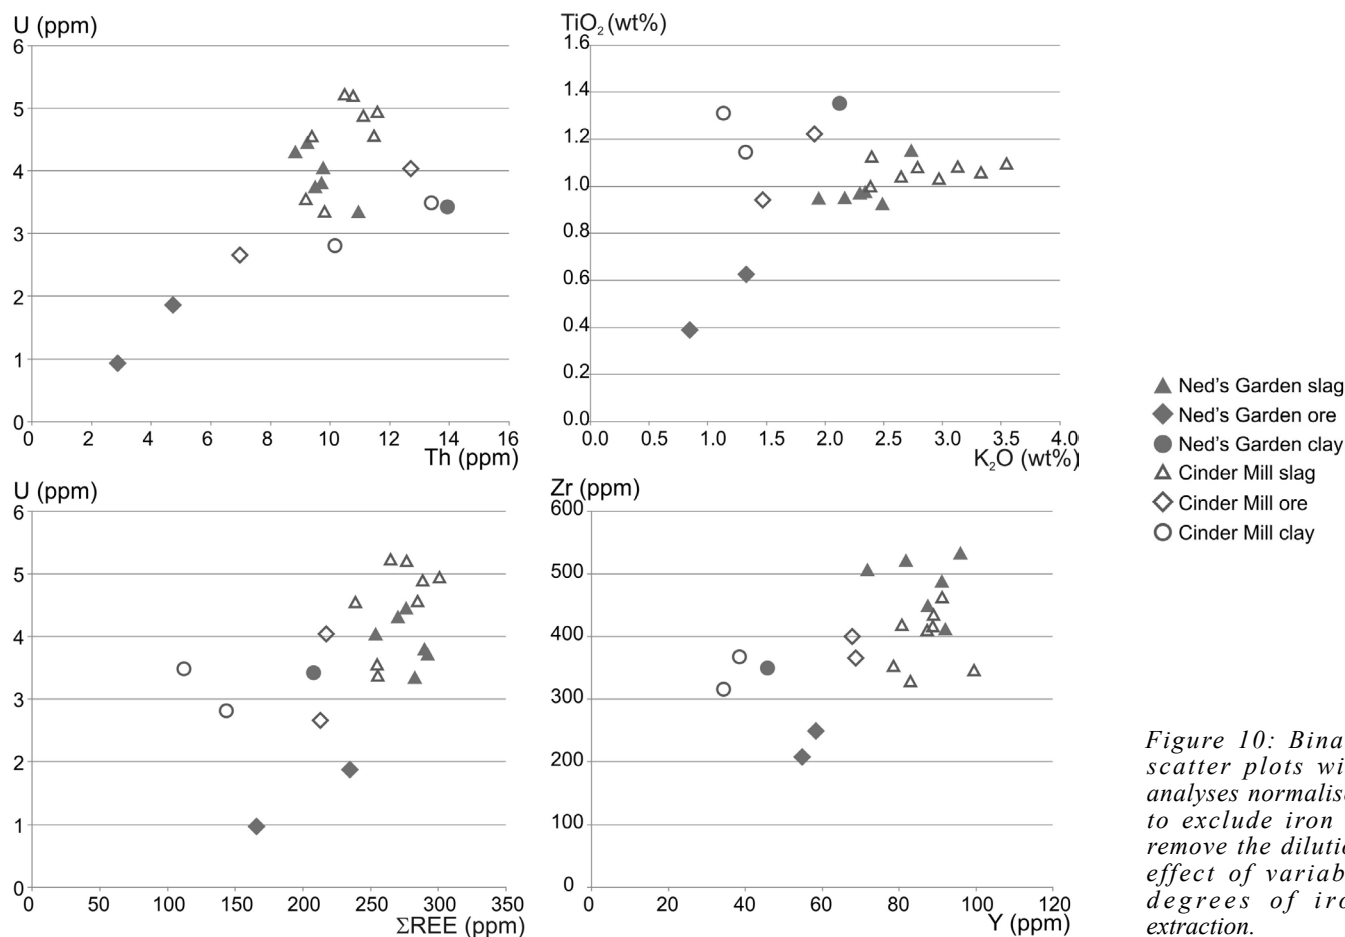 U (ppm)
6
5
4
3
2
1
0
0 2 4 6 8 10 12 14 16
Th (ppm)
TiO₂ (wt%)
1.6
1.4
1.2
1.0
0.8
0.6
0.4
0.2
0.0
0.0 0.5 1.0 1.5 2.0 2.5 3.0 3.5 4.0
K₂O (wt%)
U (ppm)
6
5
4
3
2
1
0
0 50 100 150 200 250 300 350
ΣREE (ppm)
Zr (ppm)
600
500
400
300
200
100
0
0 20 40 60 80 100 120
Y (ppm)
Ned's Garden slag
Ned's Garden ore
Ned's Garden clay
Cinder Mill slag
Cinder Mill ore
Cinder Mill clay
Figure 10: Bina
scatter plots wi
analyses normalis
to exclude iron
remove the dilutio
effect of variab
degrees of iro
extraction.